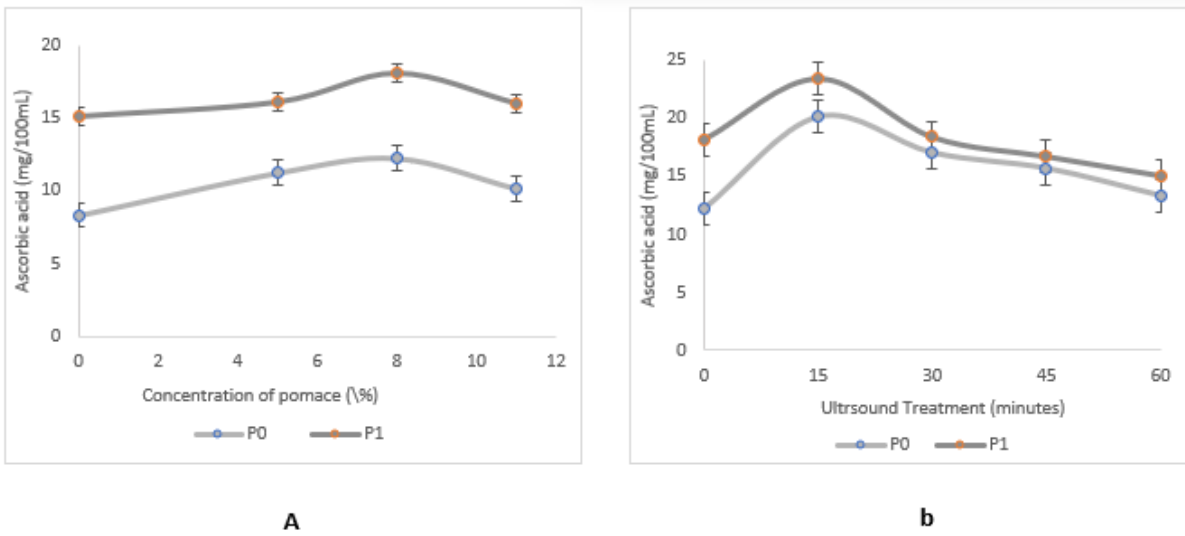 Ascorbic acid (mg/100mL)
20
15
10
5
0
0 2 4 6 8 10 12
Concentration of pomace (\%)
P0 P1
A
Ascorbic acid (mg/100mL)
25
20
15
10
5
0
0 15 30 45 60
Ultrsound Treatment (minutes)
P0 P1
b